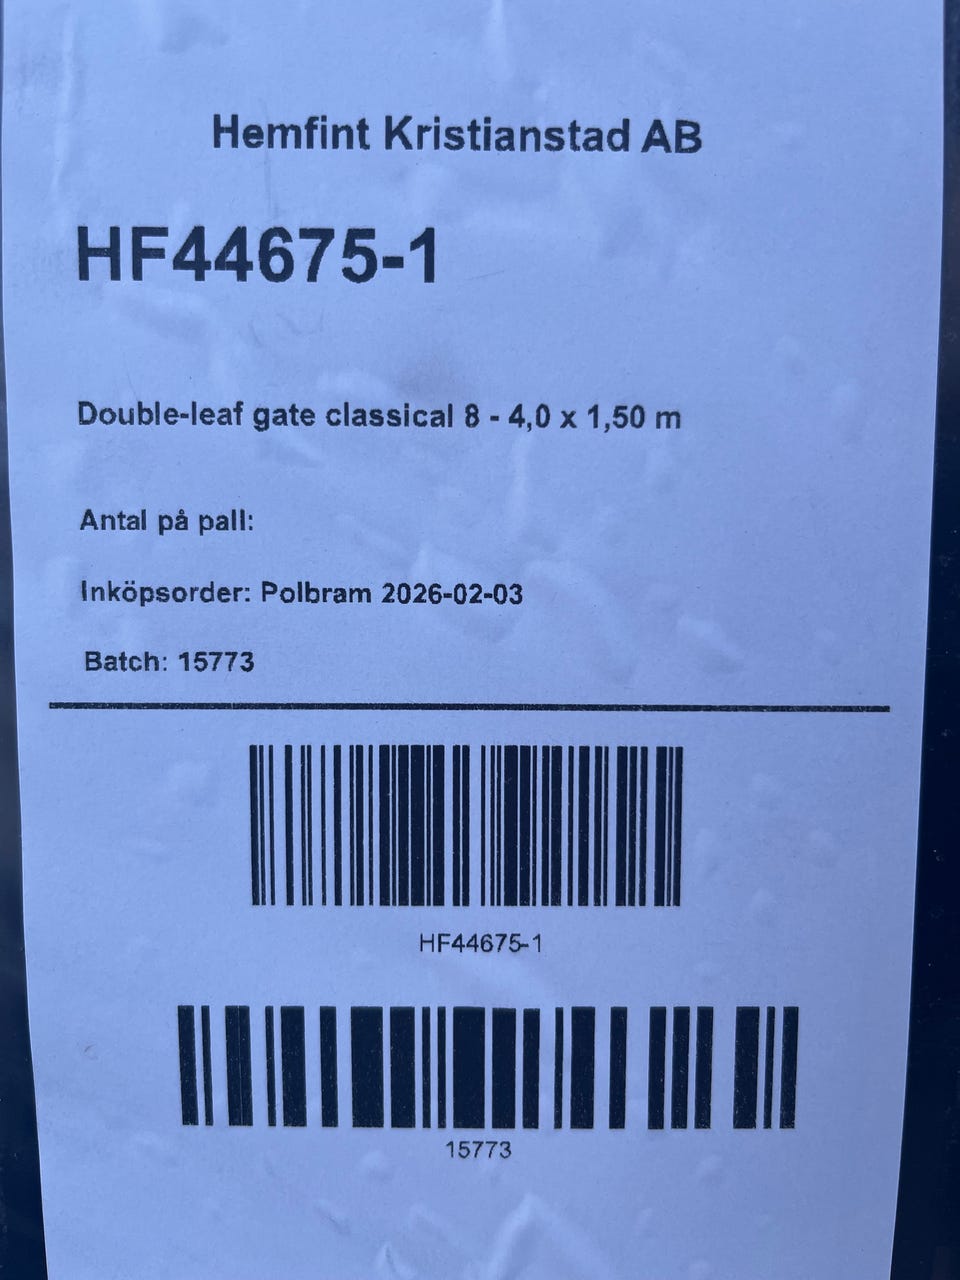 Hemfint Kristianstad AB
HF44675-1
Double-leaf gate classical 8 - 4,0 x 1,50 m
Antal på pall:
Inköpsorder: Polbram 2026-02-03
Batch: 15773
HF44675-1
15773